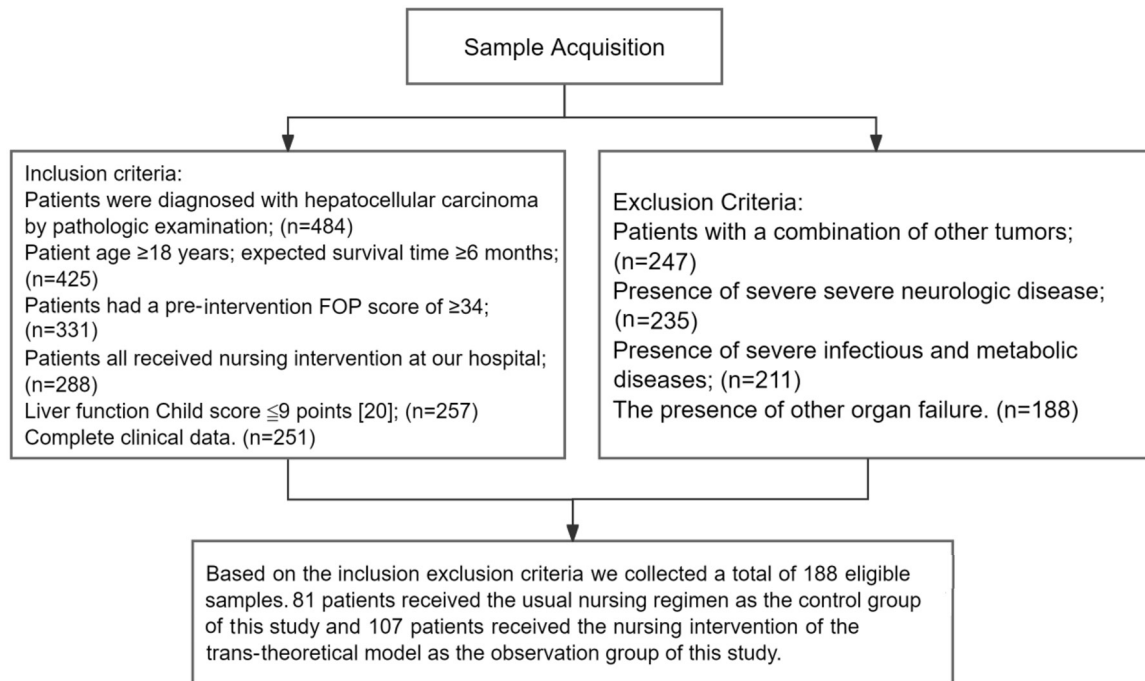 Sample Acquisition
Inclusion criteria:
Patients were diagnosed with hepatocellular carcinoma
by pathologic examination; (n=484)
Patient age ≥18 years; expected survival time ≥6 months;
(n=425)
Patients had a pre-intervention FOP score of ≥34;
(n=331)
Patients all received nursing intervention at our hospital;
(n=288)
Liver function Child score ≦9 points [20]; (n=257)
Complete clinical data. (n=251)
Exclusion Criteria:
Patients with a combination of other tumors;
(n=247)
Presence of severe severe neurologic disease;
(n=235)
Presence of severe infectious and metabolic
diseases; (n=211)
The presence of other organ failure. (n=188)
Based on the inclusion exclusion criteria we collected a total of 188 eligible
samples. 81 patients received the usual nursing regimen as the control group
of this study and 107 patients received the nursing intervention of the
trans-theoretical model as the observation group of this study.